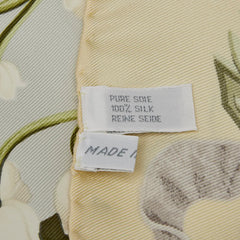 PURE SOIE
100% SILK
REINE SEIDE
MADE